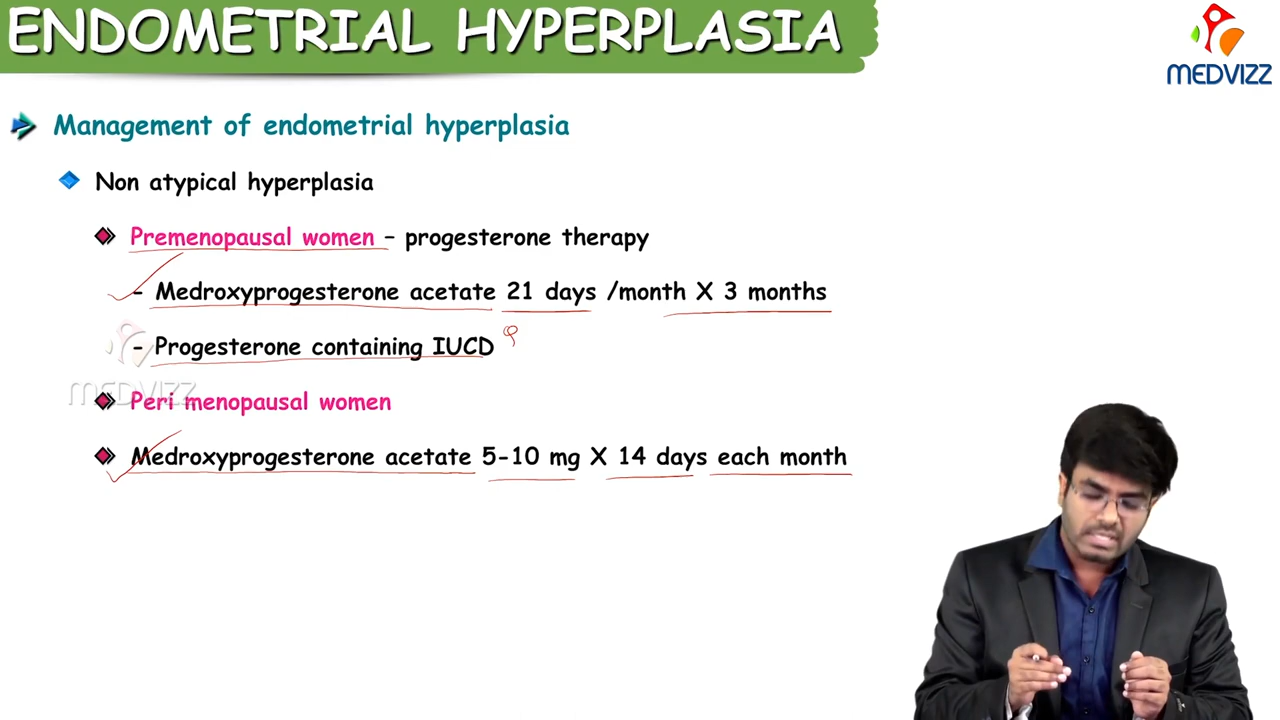 ENDOMETRIAL HYPERPLASIA
MEDVIZZ
Management of endometrial hyperplasia
Non atypical hyperplasia
Premenopausal women – progesterone therapy
- Medroxyprogesterone acetate 21 days /month X 3 months
- Progesterone containing IUCD
MEDVIZZ
Peri menopausal women
Medroxyprogesterone acetate 5-10 mg X 14 days each month